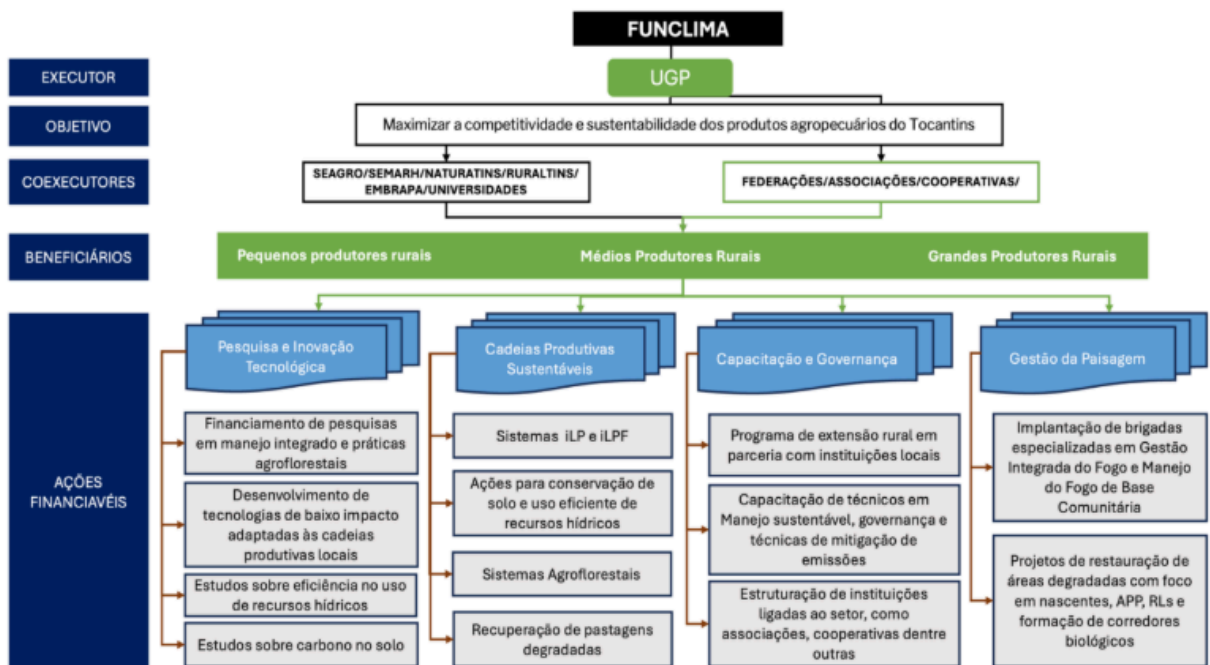 FUNCLIMA
EXECUTOR
UGP
OBJETIVO
Maximizar a competitividade e sustentabilidade dos produtos agropecuários do Tocantins
COEXECUTORES
SEAGRO/SEMARH/NATURATINS/RURALTINS/
EMBRAPA/UNIVERSIDADES
FEDERAÇÕES/ASSOCIAÇÕES/COOPERATIVAS/
BENEFICIÁRIOS
Pequenos produtores rurais
Médios Produtores Rurais
Grandes Produtores Rurais
AÇÕES
FINANCIAVÉIS
Pesquisa e Inovação
Tecnológica
Financiamento de pesquisas
em manejo integrado e práticas
agroflorestais
Desenvolvimento de
tecnologias de baixo impacto
adaptadas às cadeias
produtivas locais
Estudos sobre eficiência no uso
de recursos hídricos
Estudos sobre carbono no solo
Cadeias Produtivas
Sustentáveis
Sistemas iLP e iLPF
Ações para conservação de
solo e uso eficiente de
recursos hídricos
Sistemas Agroflorestais
Recuperação de pastagens
degradadas
Capacitação e Governança
Programa de extensão rural em
parceria com instituições locais
Capacitação de técnicos em
Manejo sustentável, governança e
técnicas de mitigação de
emissões
Estruturação de instituições
ligadas ao setor, como
associações, cooperativas dentre
outras
Gestão da Paisagem
Implantação de brigadas
especializadas em Gestão
Integrada do Fogo e Manejo
do Fogo de Base
Comunitária
Projetos de restauração de
áreas degradadas com foco
em nascentes, APP, RLs e
formação de corredores
biológicos